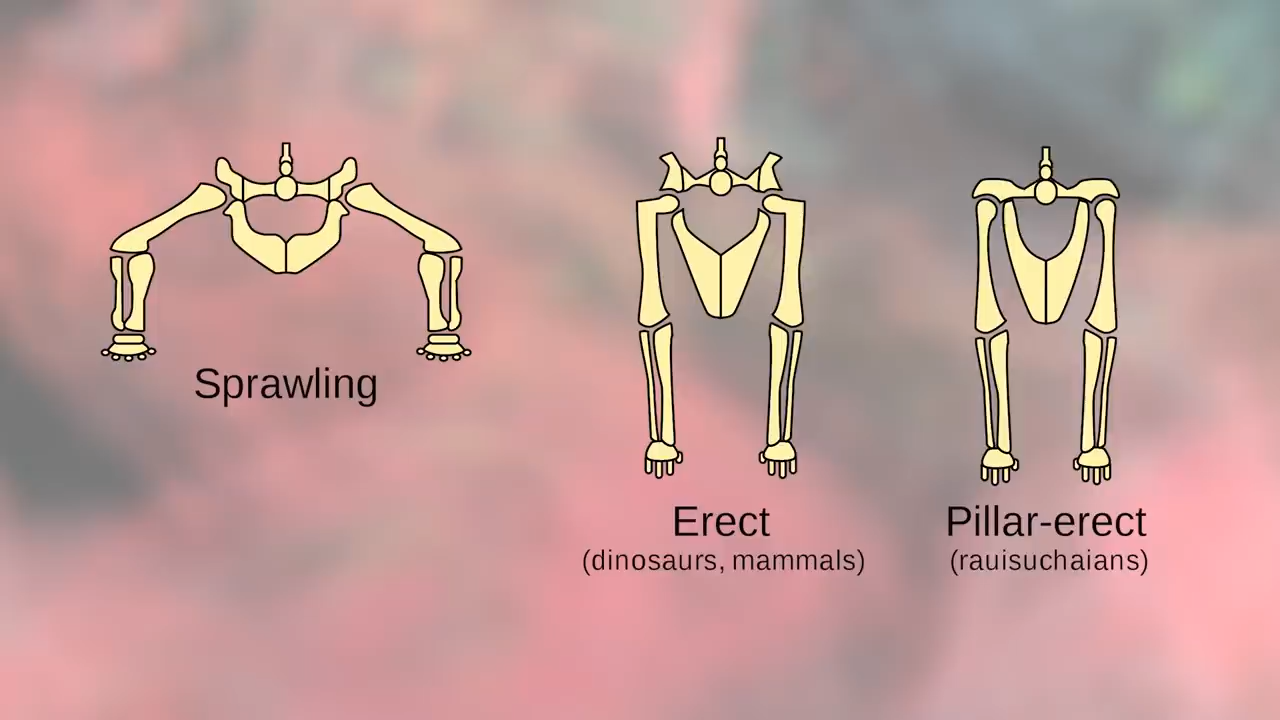 Sprawling
Erect
(dinosaurs, mammals)
Pillar-erect
(rauisuchaians)